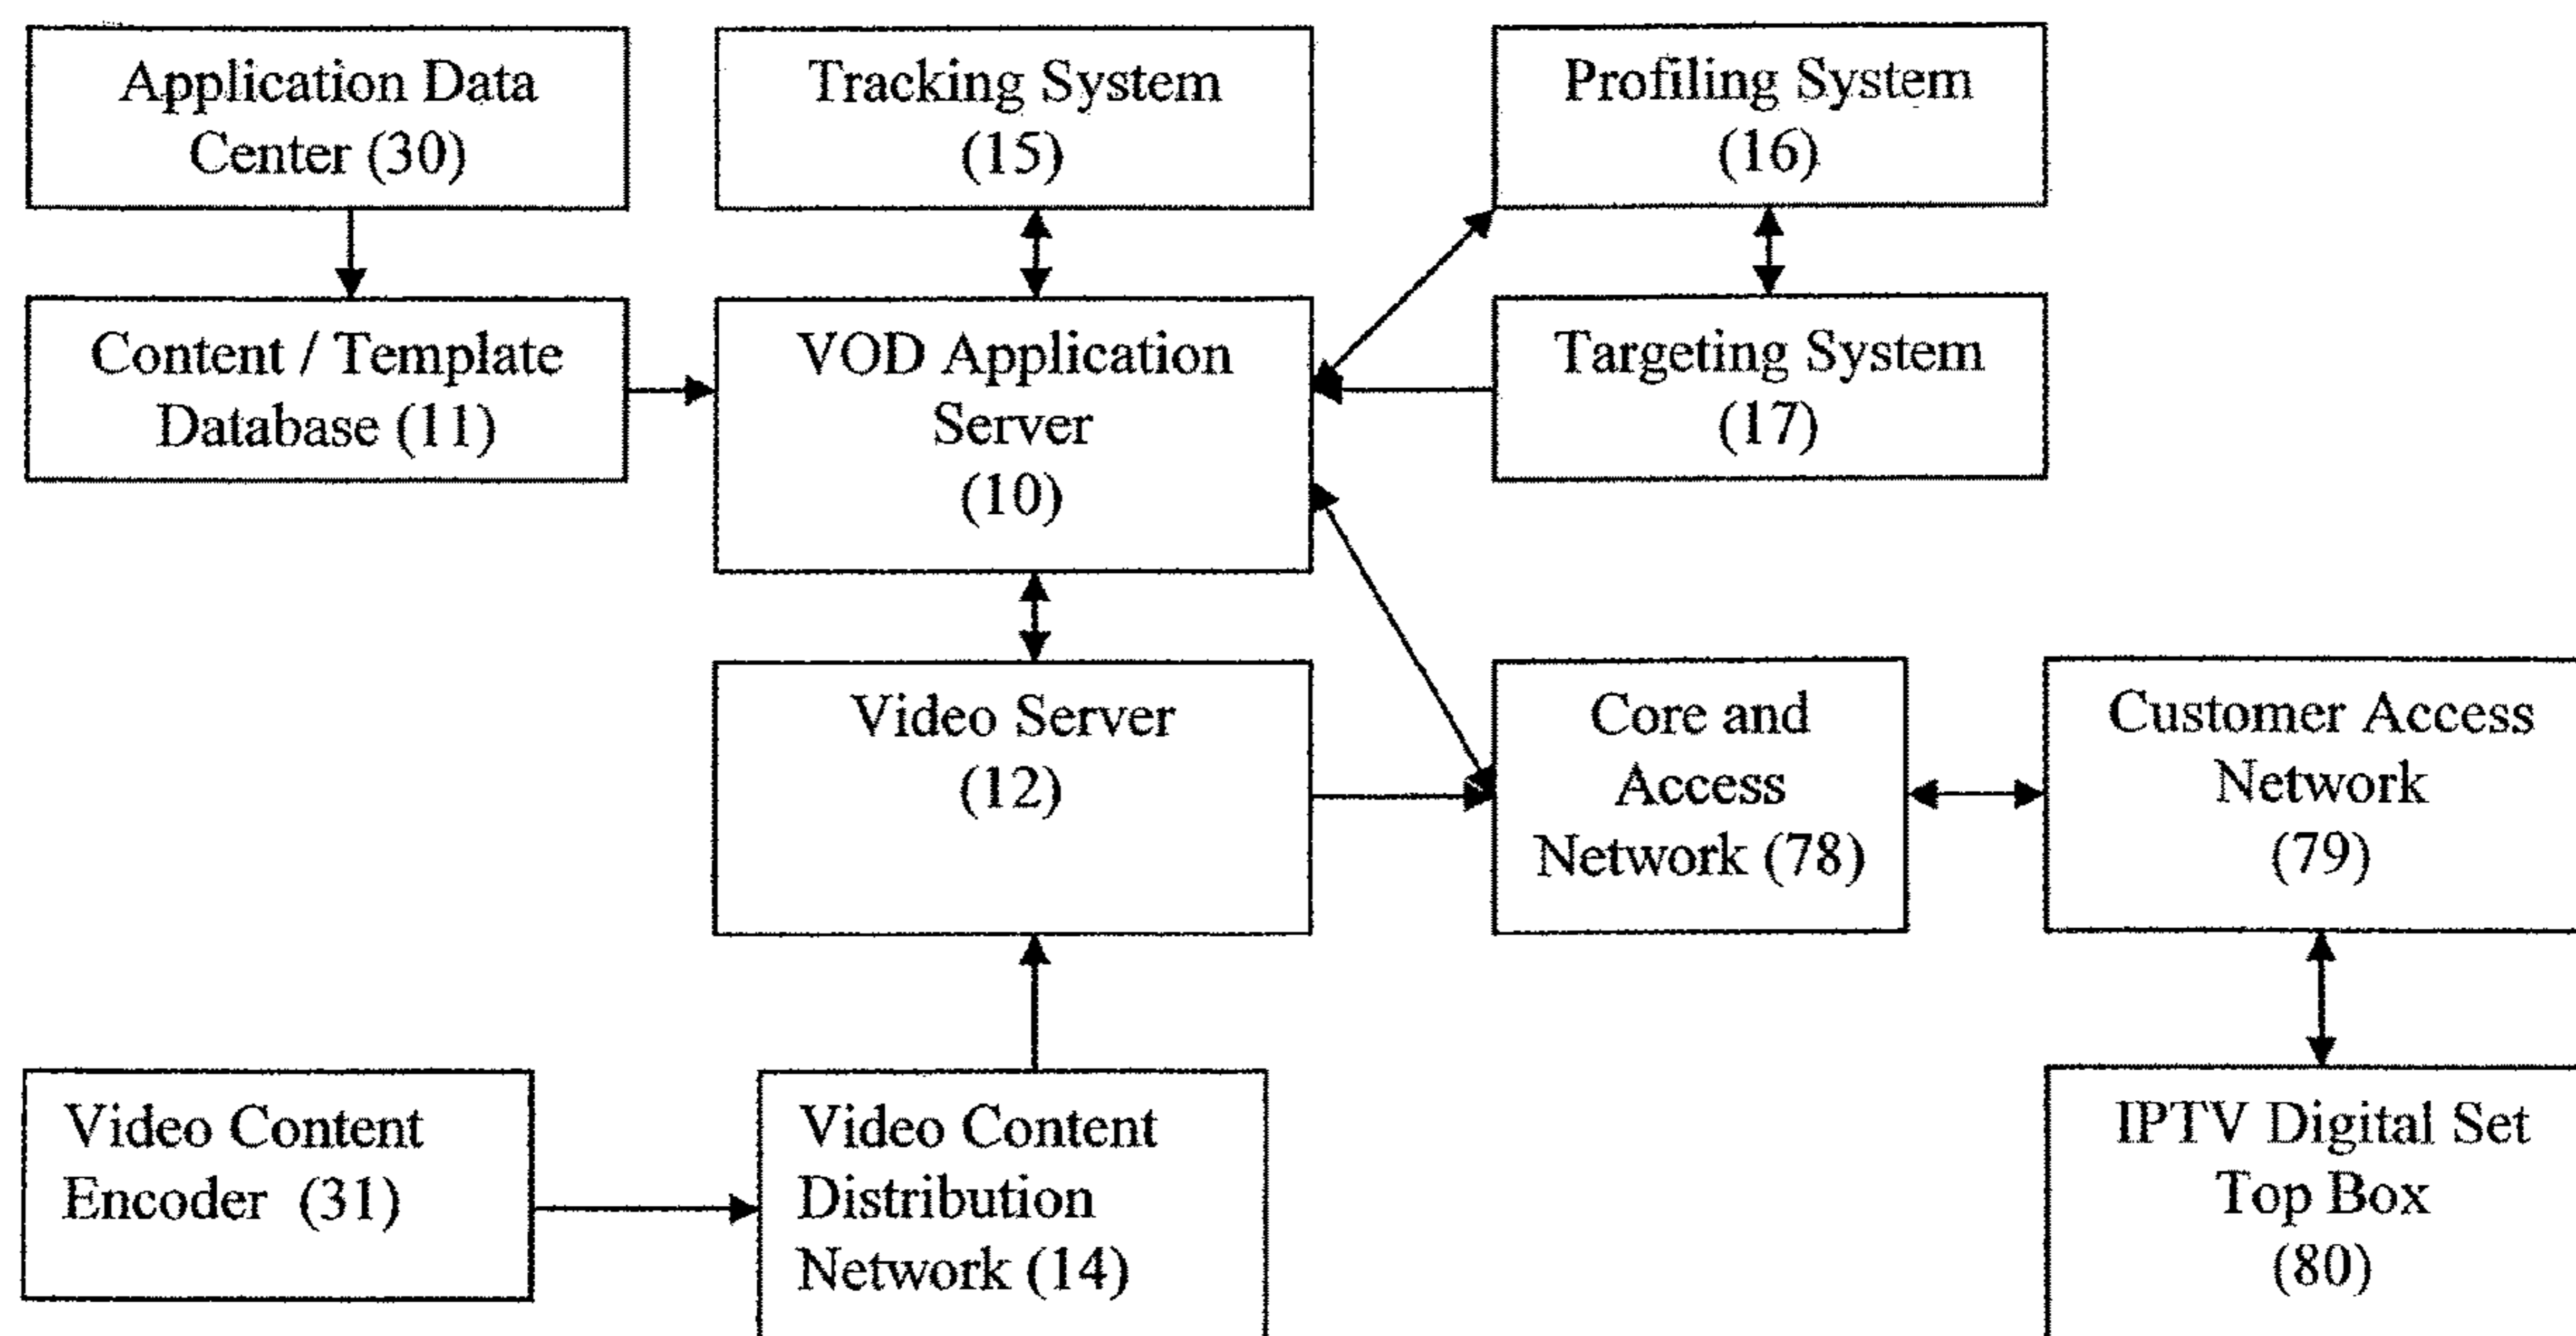 Application Data
Center (30)
Tracking System
(15)
Profiling System
(16)
Content / Template
Database (11)
VOD Application
Server
(10)
Targeting System
(17)
Video Server
(12)
Core and
Access
Network (78)
Customer Access
Network
(79)
Video Content
Encoder (31)
Video Content
Distribution
Network (14)
IPTV Digital Set
Top Box
(80)